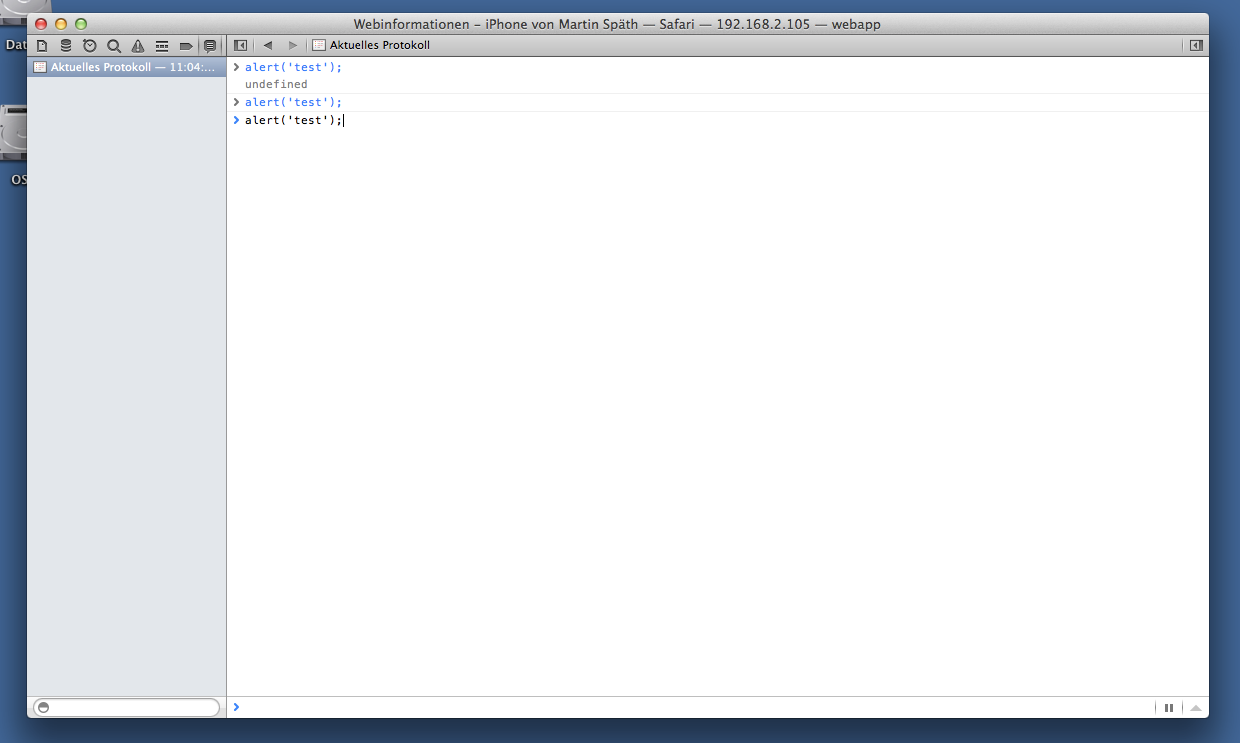 Webinformationen – iPhone von Martin Späth — Safari — 192.168.2.105 — webapp
Dat
Aktuelles Protokoll
Aktuelles Protokoll — 11:04:...
alert('test');
undefined
alert('test');
alert('test');
OS